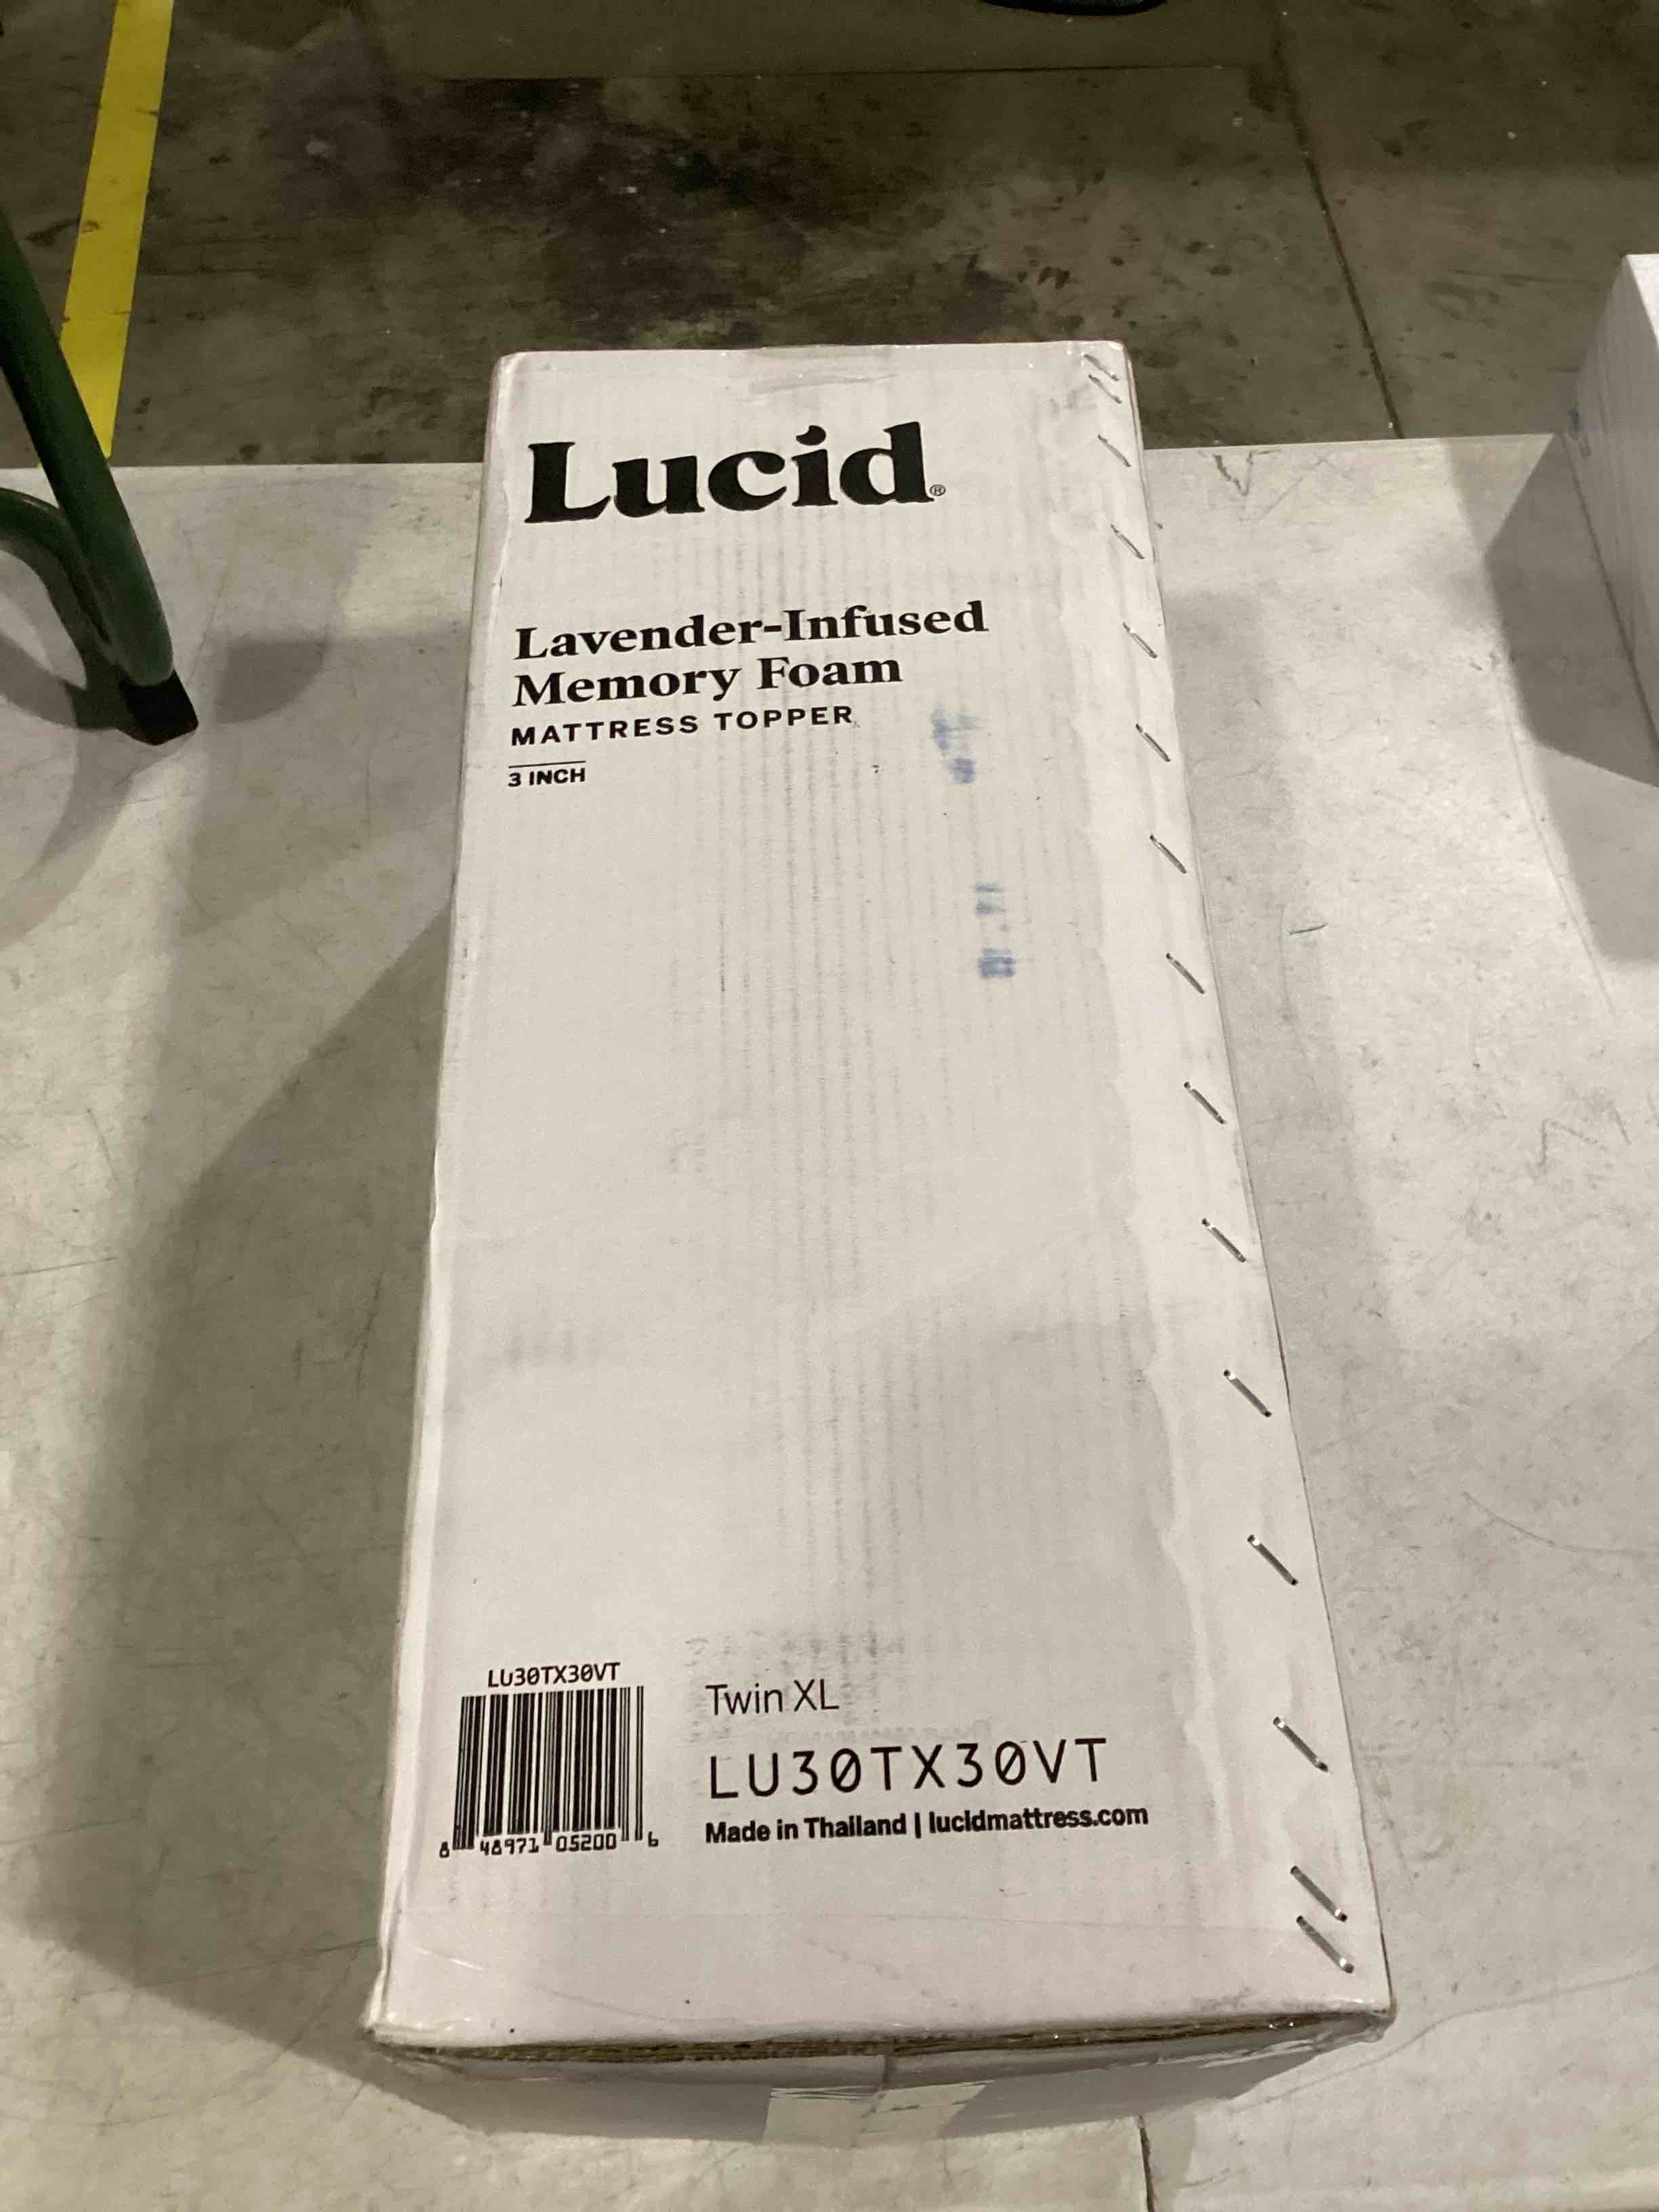 Lucid®
Lavender-Infused
Memory Foam
MATTRESS TOPPER
3 INCH
LU30TX30VT
8 48971 05200 6
Twin XL
LU30TX30VT
Made in Thailand | lucidmattress.com